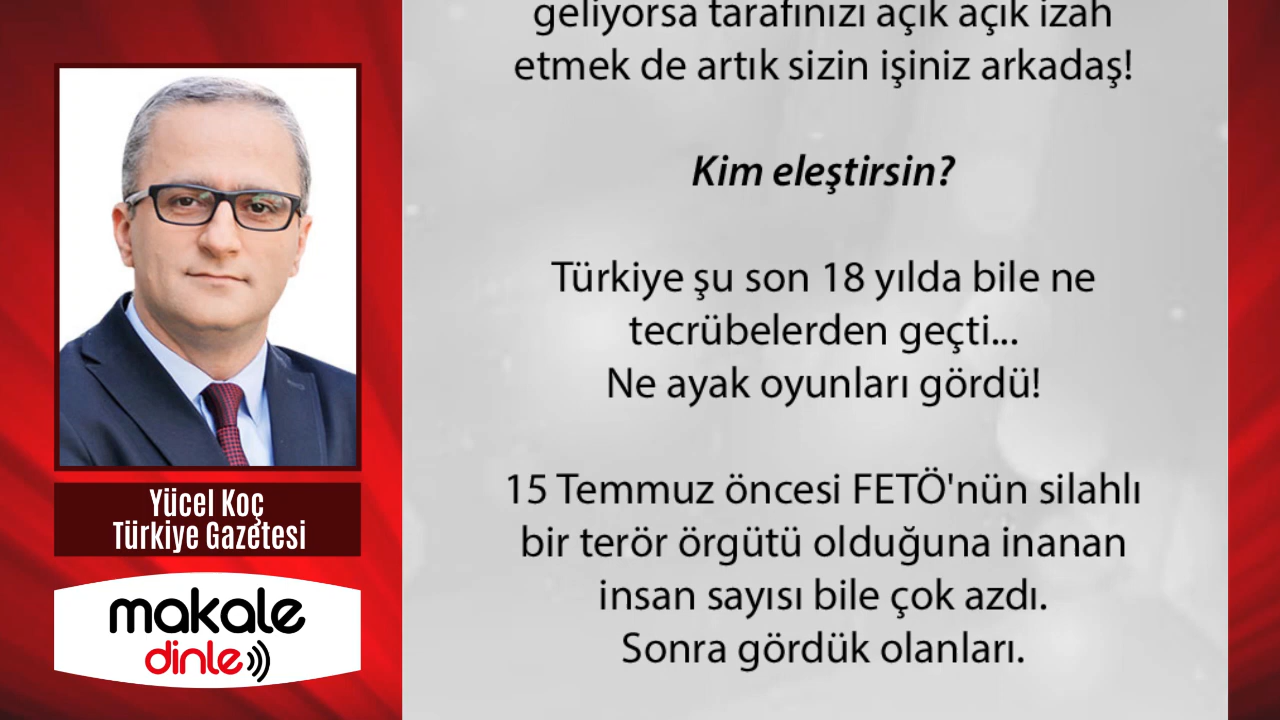 geliyorsa tarafınızı açık açık izah
etmek de artık sizin işiniz arkadaş!
Kim eleştirsin?
Türkiye şu son 18 yılda bile ne
tecrübelerden geçti...
Ne ayak oyunları gördü!
15 Temmuz öncesi FETÖ'nün silahlı
bir terör örgütü olduğuna inanan
insan sayısı bile çok azdı.
Sonra gördük olanları.
Yücel Koç
Türkiye Gazetesi
makale
dinle